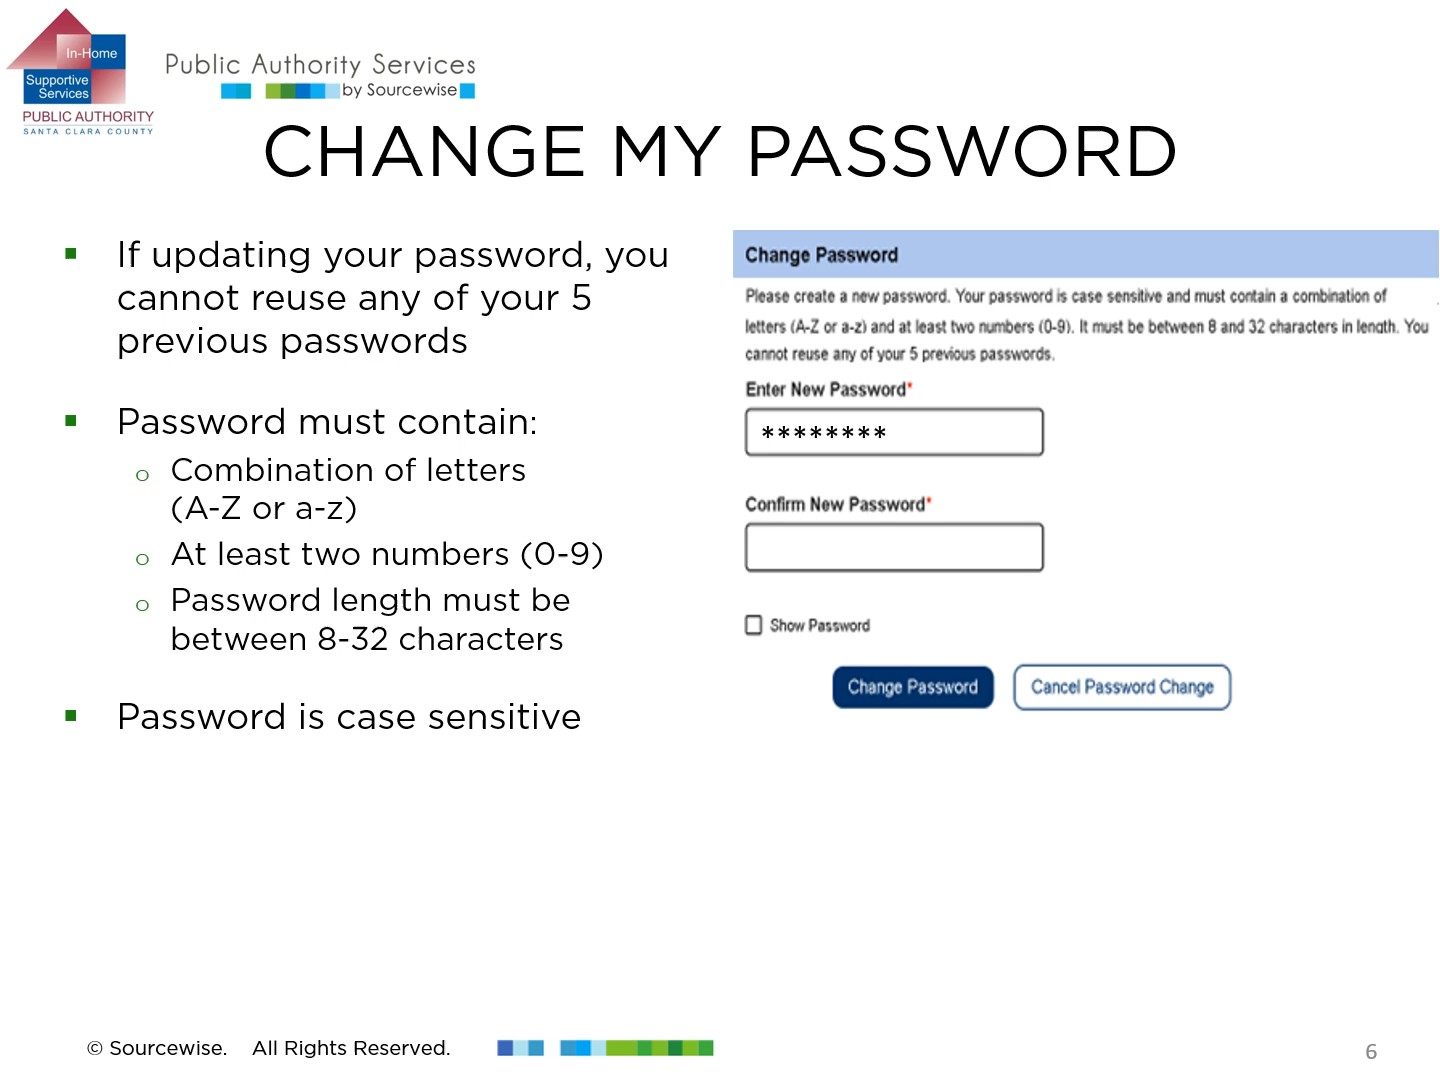 In-Home
Supportive
Services
PUBLIC AUTHORITY
SANTA CLARA COUNTY
Public Authority Services
by Sourcewise
CHANGE MY PASSWORD
▪ If updating your password, you
cannot reuse any of your 5
previous passwords
▪ Password must contain:
o Combination of letters
(A-Z or a-z)
o At least two numbers (0-9)
o Password length must be
between 8-32 characters
▪ Password is case sensitive
Change Password
Please create a new password. Your password is case sensitive and must contain a combination of
letters (A-Z or a-z) and at least two numbers (0-9). It must be between 8 and 32 characters in length. You
cannot reuse any of your 5 previous passwords.
Enter New Password*
********
Confirm New Password*
Show Password
Change Password
Cancel Password Change
© Sourcewise. All Rights Reserved.
6